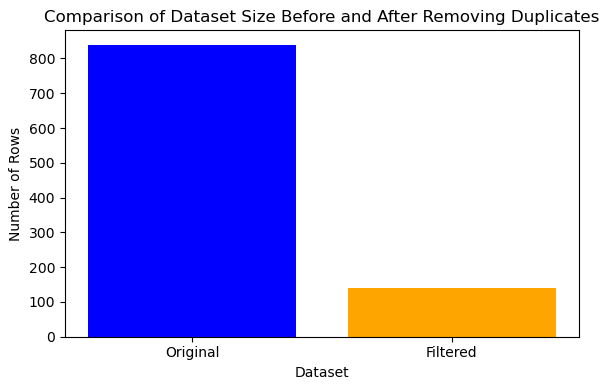 Comparison of Dataset Size Before and After Removing Duplicates
800
700
600
500
400
300
200
100
0
Number of Rows
Original Filtered
Dataset